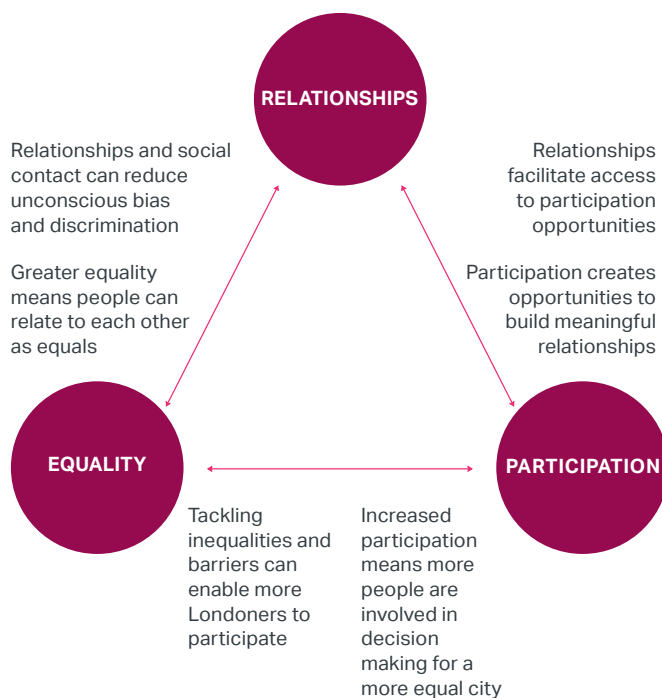 RELATIONSHIPS
Relationships and social
contact can reduce
unconscious bias
and discrimination
Greater equality
means people can
relate to each other
as equals
Relationships
facilitate access
to participation
opportunities
Participation creates
opportunities to
build meaningful
relationships
EQUALITY
PARTICIPATION
Tackling
inequalities and
barriers can
enable more
Londoners to
participate
Increased
participation
means more
people are
involved in
decision
making for a
more equal city